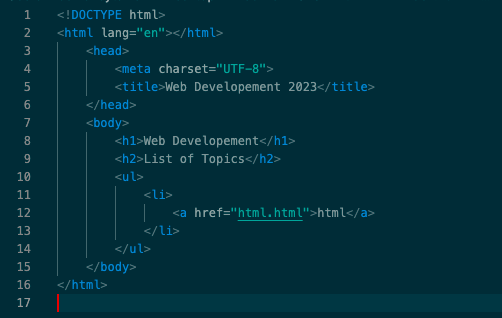 1 <!DOCTYPE html>
2 <html lang="en"></html>
3     <head>
4         <meta charset="UTF-8">
5         <title>Web Developement 2023</title>
6     </head>
7     <body>
8         <h1>Web Developement</h1>
9         <h2>List of Topics</h2>
10         <ul>
11             <li>
12                 <a href="html.html">html</a>
13             </li>
14         </ul>
15     </body>
16 </html>
17